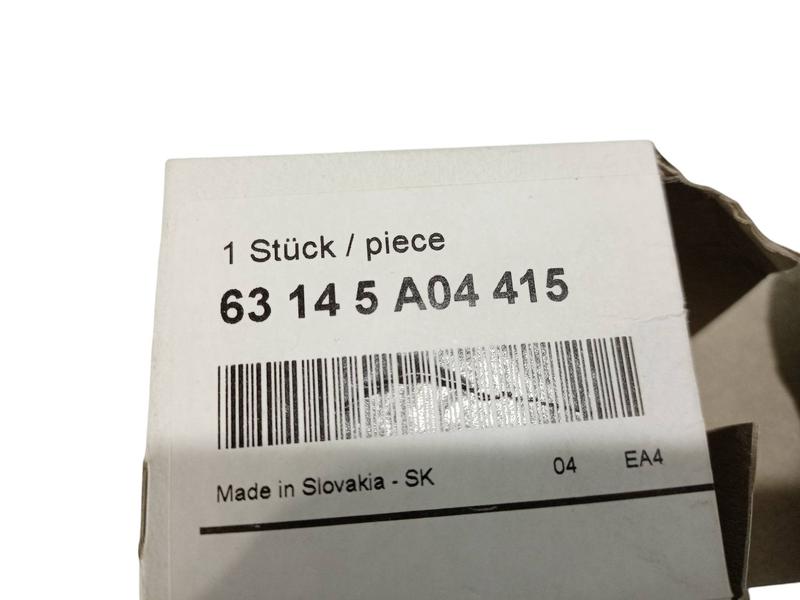 1 Stück / piece
63 14 5 A04 415
Made in Slovakia - SK 04 EA4